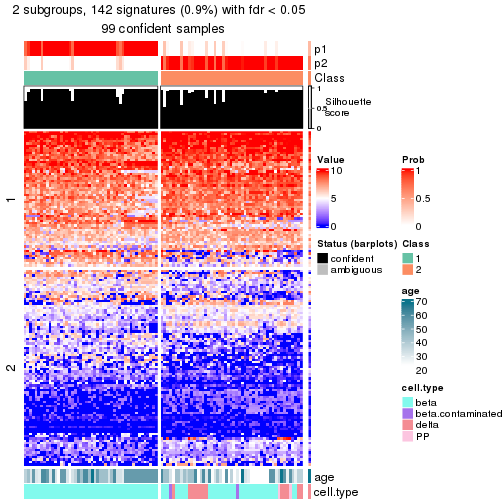 2 subgroups, 142 signatures (0.9%) with fdr < 0.05
99 confident samples
p1
p2
Class
1
0.5
0
Silhouette
score
1
2
Value
10
5
0
Prob
1
0.5
0
Status (barplots)
confident
ambiguous
Class
1
2
age
70
60
50
40
30
20
cell.type
beta
beta.contaminated
delta
PP
age
cell.type